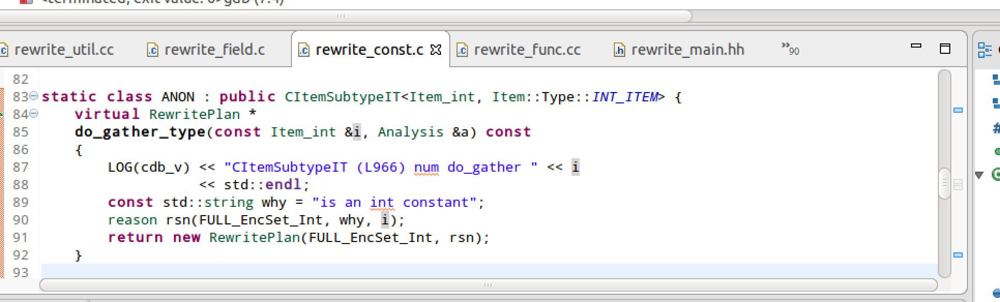 <terminated, exit value: 0> gdb (7.4)
rewrite_util.cc rewrite_field.c rewrite_const.c rewrite_func.cc rewrite_main.hh »90
82
83 static class ANON : public CItemSubtypeIT<Item_int, Item::Type::INT_ITEM> {
84 virtual RewritePlan *
85 do_gather_type(const Item_int &i, Analysis &a) const
86 {
87 LOG(cdb_v) << "CItemSubtypeIT (L966) num do_gather " << i
88 << std::endl;
89 const std::string why = "is an int constant";
90 reason rsn(FULL_EncSet_Int, why, i);
91 return new RewritePlan(FULL_EncSet_Int, rsn);
92 }
93